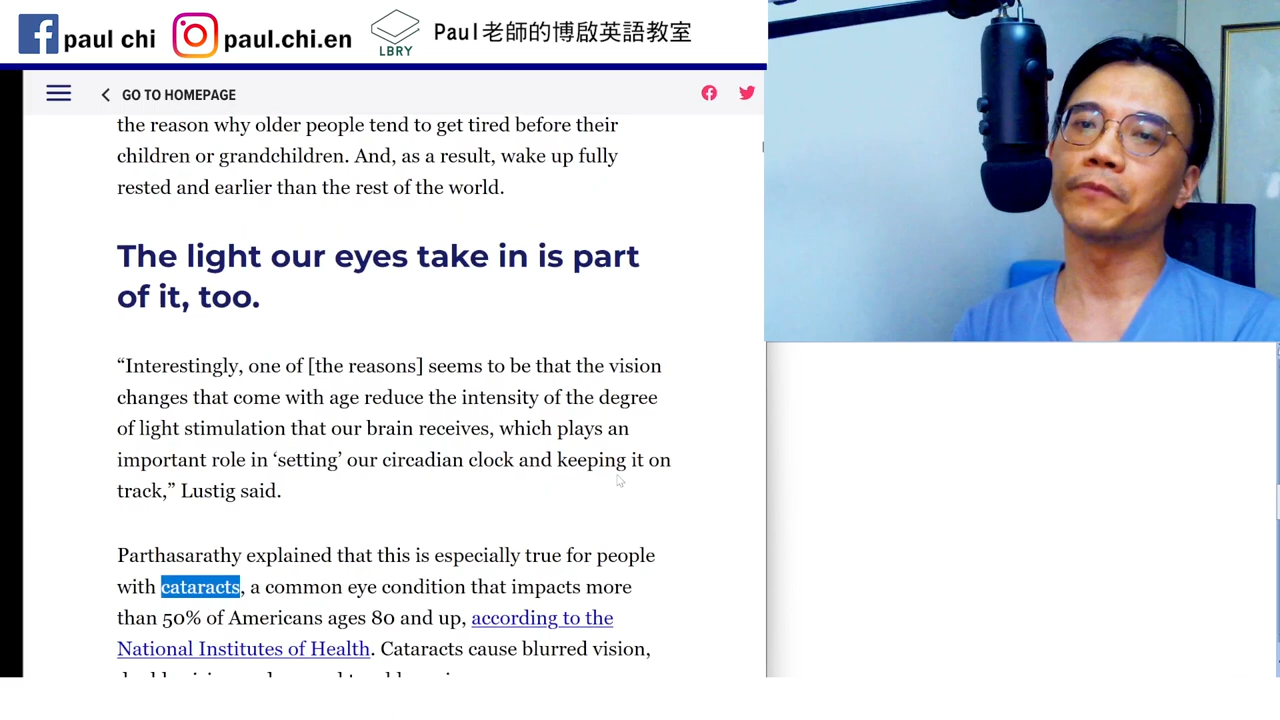 paul chi
paul.chi.en
LBRY
Paul老師的博啟英語教室
GO TO HOMEPAGE
the reason why older people tend to get tired before their
children or grandchildren. And, as a result, wake up fully
rested and earlier than the rest of the world.
The light our eyes take in is part
of it, too.
“Interestingly, one of [the reasons] seems to be that the vision
changes that come with age reduce the intensity of the degree
of light stimulation that our brain receives, which plays an
important role in ‘setting’ our circadian clock and keeping it on
track,” Lustig said.
Parthasarathy explained that this is especially true for people
with cataracts, a common eye condition that impacts more
than 50% of Americans ages 80 and up, according to the
National Institutes of Health. Cataracts cause blurred vision,